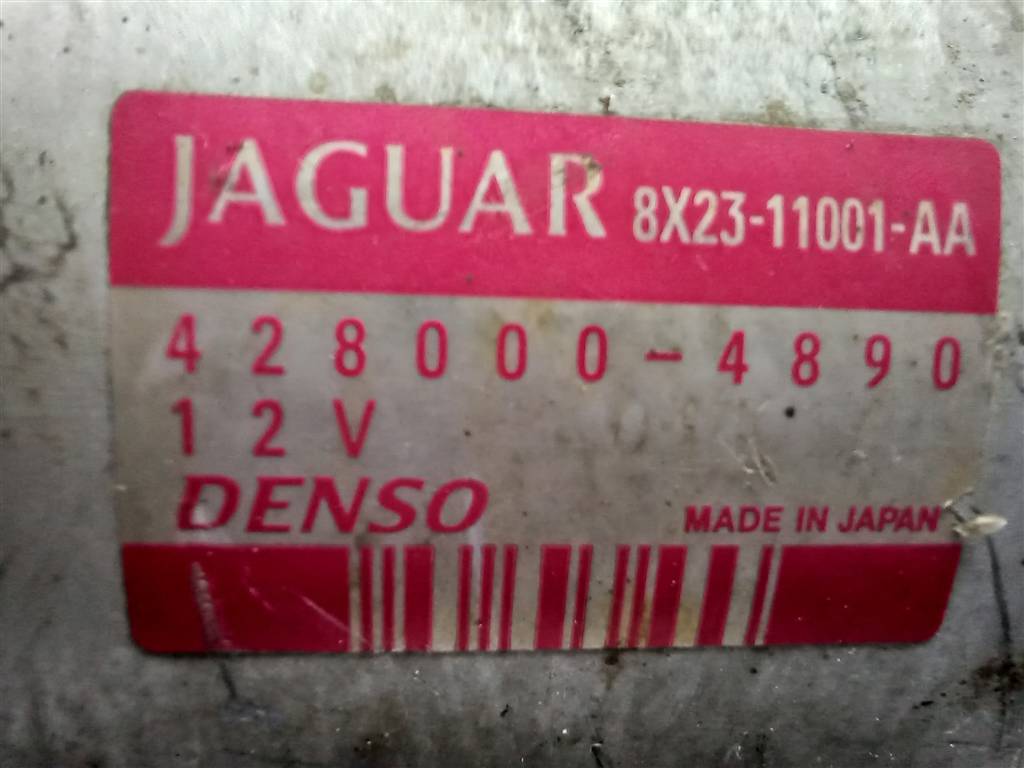 JAGUAR 8X23-11001-AA
428000-4890
12V
DENSO MADE IN JAPAN